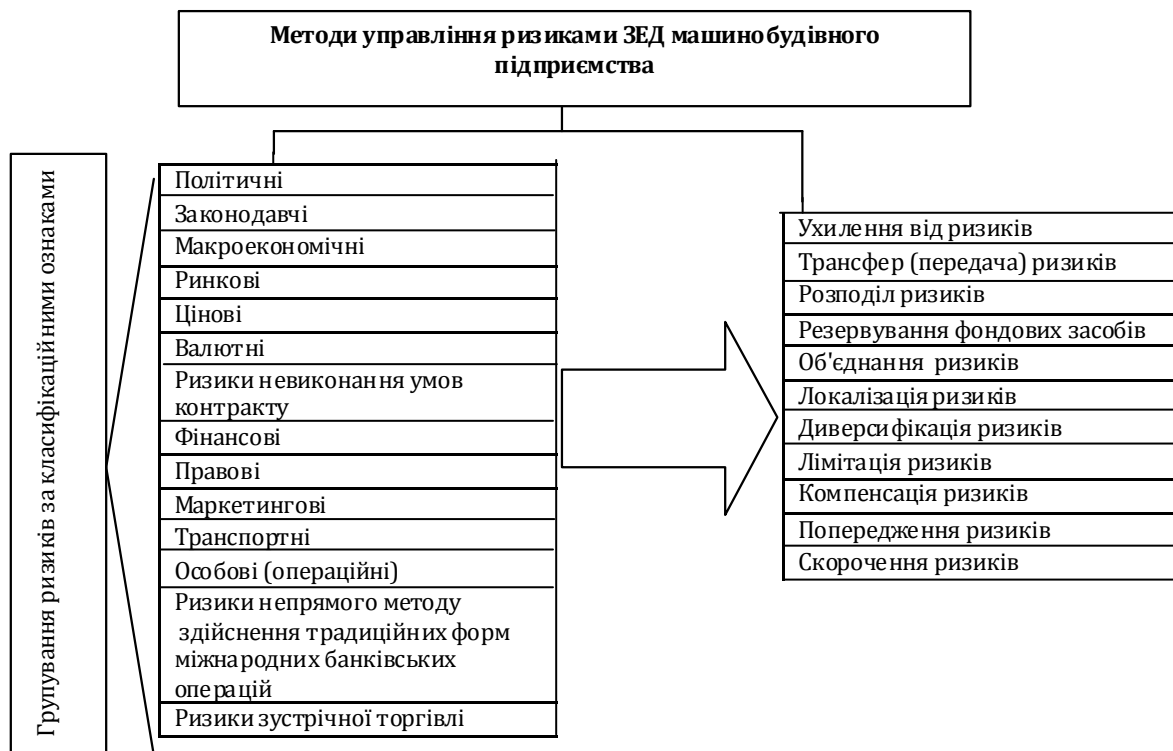 Методи управління ризиками ЗЕД машинобудівного
підприємства
Групування ризиків за класифікаційними ознаками
Політичні
Законодавчі
Макроекономічні
Ринкові
Цінові
Валютні
Ризики невиконання умов
контракту
Фінансові
Правові
Маркетингові
Транспортні
Особові (операційні)
Ризики непрямого методу
здійснення традиційних форм
міжнародних банківських
операцій
Ризики зустрічної торгівлі
Ухилення від ризиків
Трансфер (передача) ризиків
Розподіл ризиків
Резервування фондових засобів
Об'єднання ризиків
Локалізація ризиків
Диверсифікація ризиків
Лімітація ризиків
Компенсація ризиків
Попередження ризиків
Скорочення ризиків